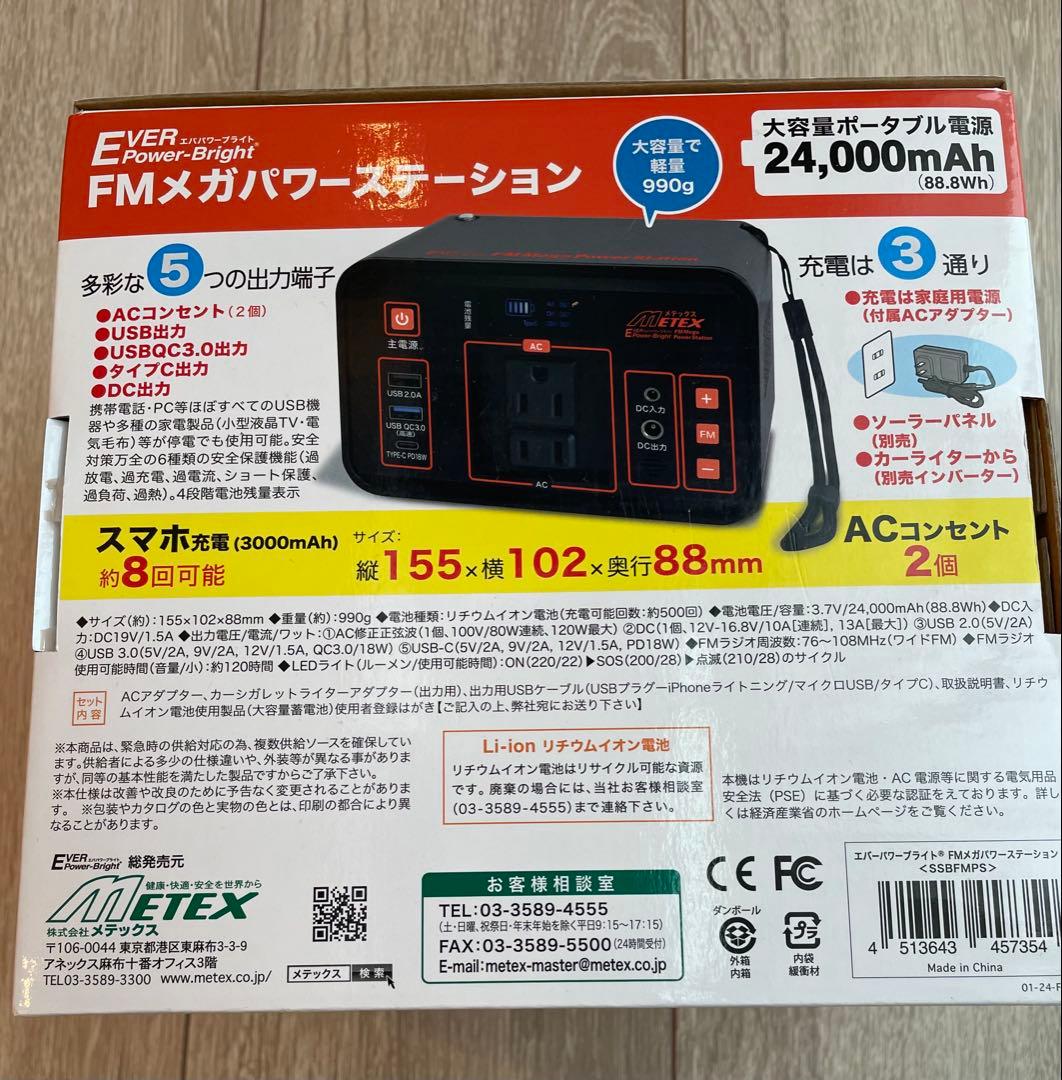 EVER エバパワーブライト
Power-Bright®
FMメガパワーステーション
大容量で
軽量
990g
大容量ポータブル電源
24,000mAh
(88.8Wh)
多彩な5つの出力端子
●ACコンセント(2個)
●USB出力
●USBQC3.0出力
●タイプC出力
●DC出力
携帯電話・PC等ほぼすべてのUSB機
器や多種の家電製品(小型液晶TV・電
気毛布)等が停電でも使用可能。安全
対策万全の6種類の安全保護機能(過
放電、過充電、過電流、ショート保護、
過負荷、過熱)。4段階電池残量表示
主電源
電池残量
メテックス
METEX
EVER Power-Bright FM Mega Power Station
USB 2.0A
USB QC3.0
(高速)
TYPE-C PD18W
AC
AC
DC入力
DC出力
+
FM
−
充電は3通り
●充電は家庭用電源
(付属ACアダプター)
●ソーラーパネル
(別売)
●カーライターから
(別売インバーター)
スマホ充電(3000mAh)
約8回可能
サイズ:
縦155×横102×奥行88mm
ACコンセント
2個
◆サイズ(約):155×102×88mm ◆重量(約):990g ◆電池種類:リチウムイオン電池(充電可能回数:約500回) ◆電池電圧/容量:3.7V/24,000mAh(88.8Wh)◆DC入
力:DC19V/1.5A ◆出力電圧/電流/ワット:①AC修正正弦波(1個、100V/80W連続、120W最大) ②DC(1個、12V-16.8V/10A[連続]、13A[最大]) ③USB 2.0(5V/2A)
④USB 3.0(5V/2A, 9V/2A, 12V/1.5A, QC3.0/18W) ⑤USB-C(5V/2A, 9V/2A, 12V/1.5A, PD18W) ◆FMラジオ周波数:76〜108MHz(ワイドFM) ◆FMラジオ
使用可能時間(音量/小):約120時間 ◆LEDライト(ルーメン/使用可能時間):ON(220/22)▶SOS(200/28)▶点滅(210/28)のサイクル
セット
内容
ACアダプター、カーシガレットライターアダプター(出力用)、出力用USBケーブル(USBプラグーiPhoneライトニング/マイクロUSB/タイプC)、取扱説明書、リチウ
ムイオン電池使用製品(大容量蓄電池)使用者登録はがき【ご記入の上、弊社宛にお送り下さい】
※本商品は、緊急時の供給対応の為、複数供給ソースを確保してい
ます。供給者による多少の仕様違いや、外装等が異なる事がありま
すが、同等の基本性能を満たした製品ですからご了承下さい。
※本仕様は改善や改良のために予告なく変更されることがありま
す。 ※包装やカタログの色と実物の色とは、印刷の都合により異
なることがあります。
Li-ion リチウムイオン電池
リチウムイオン電池はリサイクル可能な資源
です。廃棄の場合には、当社お客様相談室
(03-3589-4555)まで連絡下さい。
本機はリチウムイオン電池・AC電源等に関する電気用品
安全法(PSE)に基づく必要な認証をえております。詳し
くは経済産業省のホームページをご覧ください。
EVER エバパワーブライト
Power-Bright® 総発売元
健康・快適・安全を世界から
METEX
株式会社 メテックス
〒106-0044 東京都港区東麻布3-3-9
アネックス麻布十番オフィス3階
TEL03-3589-3300 www.metex.co.jp/
メテックス 検索
お客様相談室
TEL:03-3589-4555
(土・日曜、祝祭日・年末年始を除く平日9:15〜17:15)
FAX:03-3589-5500(24時間受付)
E-mail:metex-master@metex.co.jp
CE FC
ダンボール
外箱
内箱
プラ
内袋
緩衝材
エバーパワーブライト® FMメガパワーステーション
<SSBFMPS>
4 513643 457354
Made in China
01-24-F